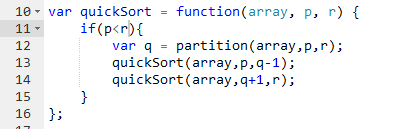 10 var quickSort = function(array, p, r) {
11 if(p<r){
12 var q = partition(array,p,r);
13 quickSort(array,p,q-1);
14 quickSort(array,q+1,r);
15 }
16 };